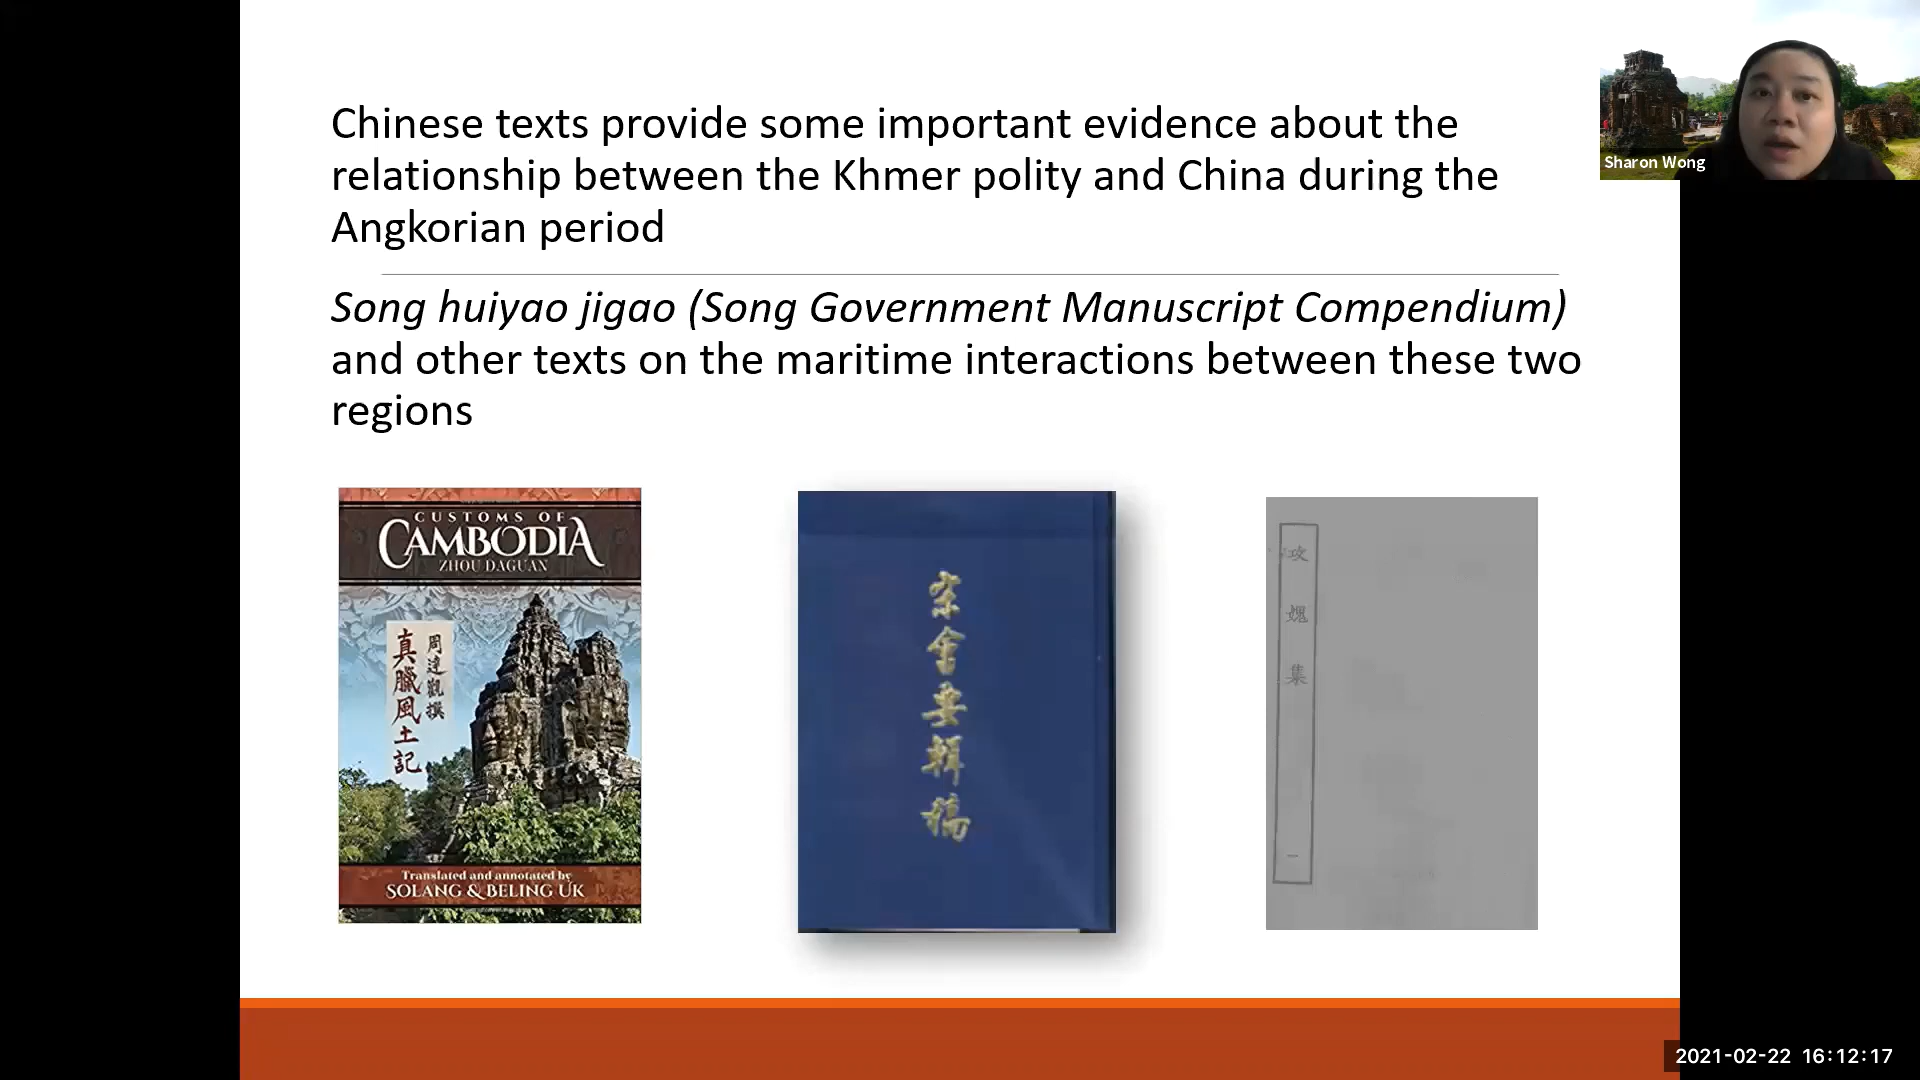 Chinese texts provide some important evidence about the
relationship between the Khmer polity and China during the
Angkorian period
Song huiyao jigao (Song Government Manuscript Compendium)
and other texts on the maritime interactions between these two
regions
CUSTOMS OF
CAMBODIA
ZHOU DAGUAN
周達觀撰
真臘風土記
Translated and annotated by
SOLANG & BELING UK
宋會要輯稿
攻媿集
一
Sharon Wong
2021-02-22 16:12:17